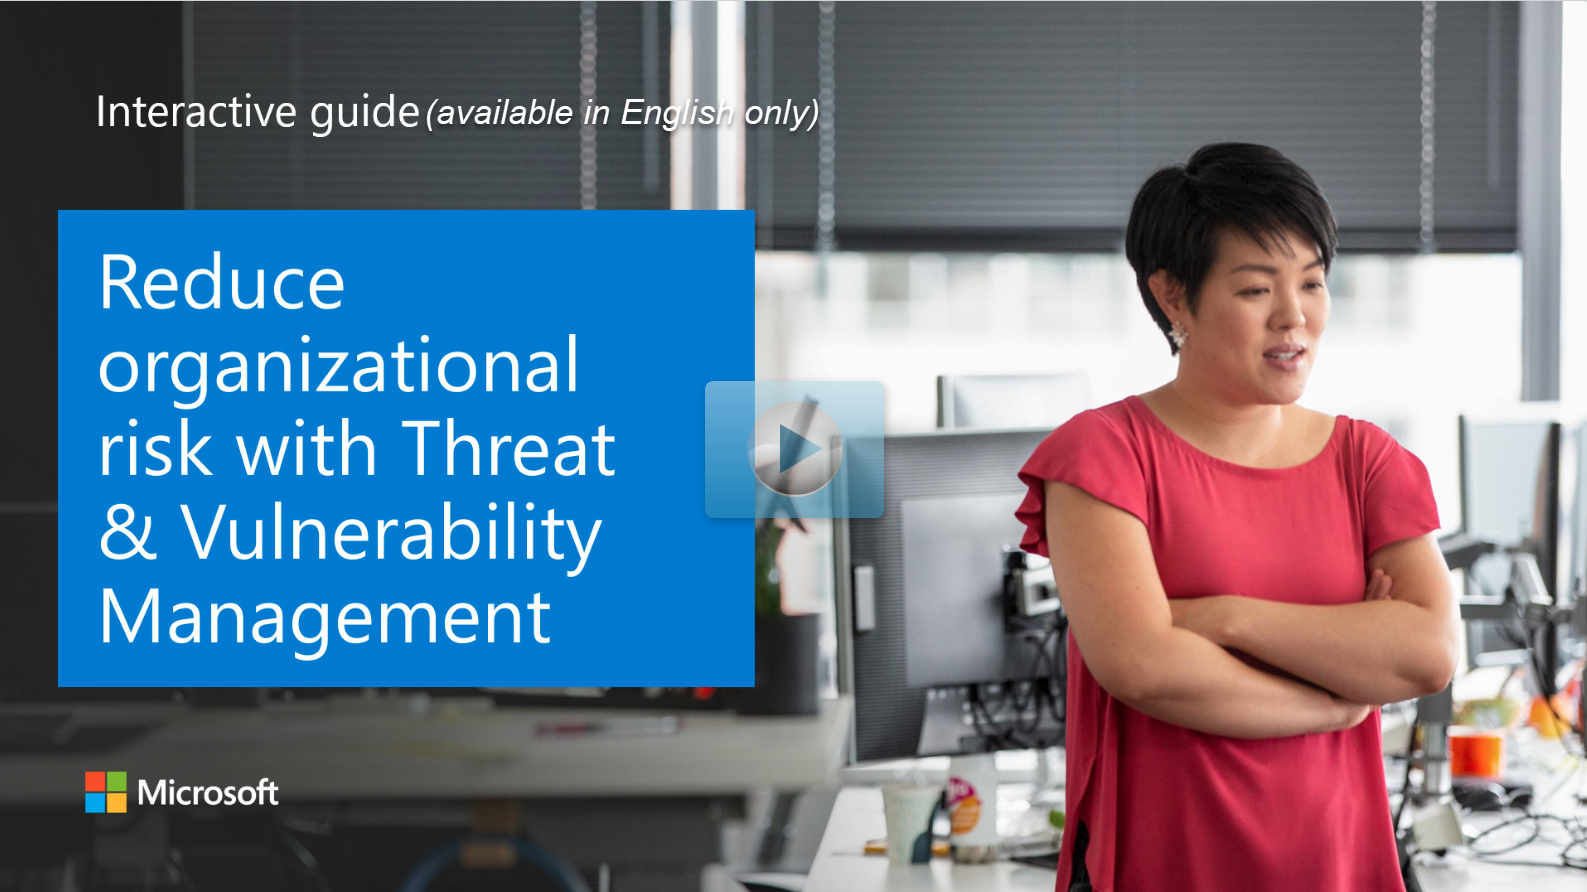 Interactive guide (available in English only)
Reduce
organizational
risk with Threat
& Vulnerability
Management
Microsoft